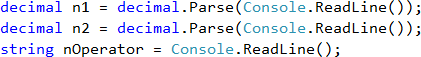 decimal n1 = decimal.Parse(Console.ReadLine());
decimal n2 = decimal.Parse(Console.ReadLine());
string nOperator = Console.ReadLine();